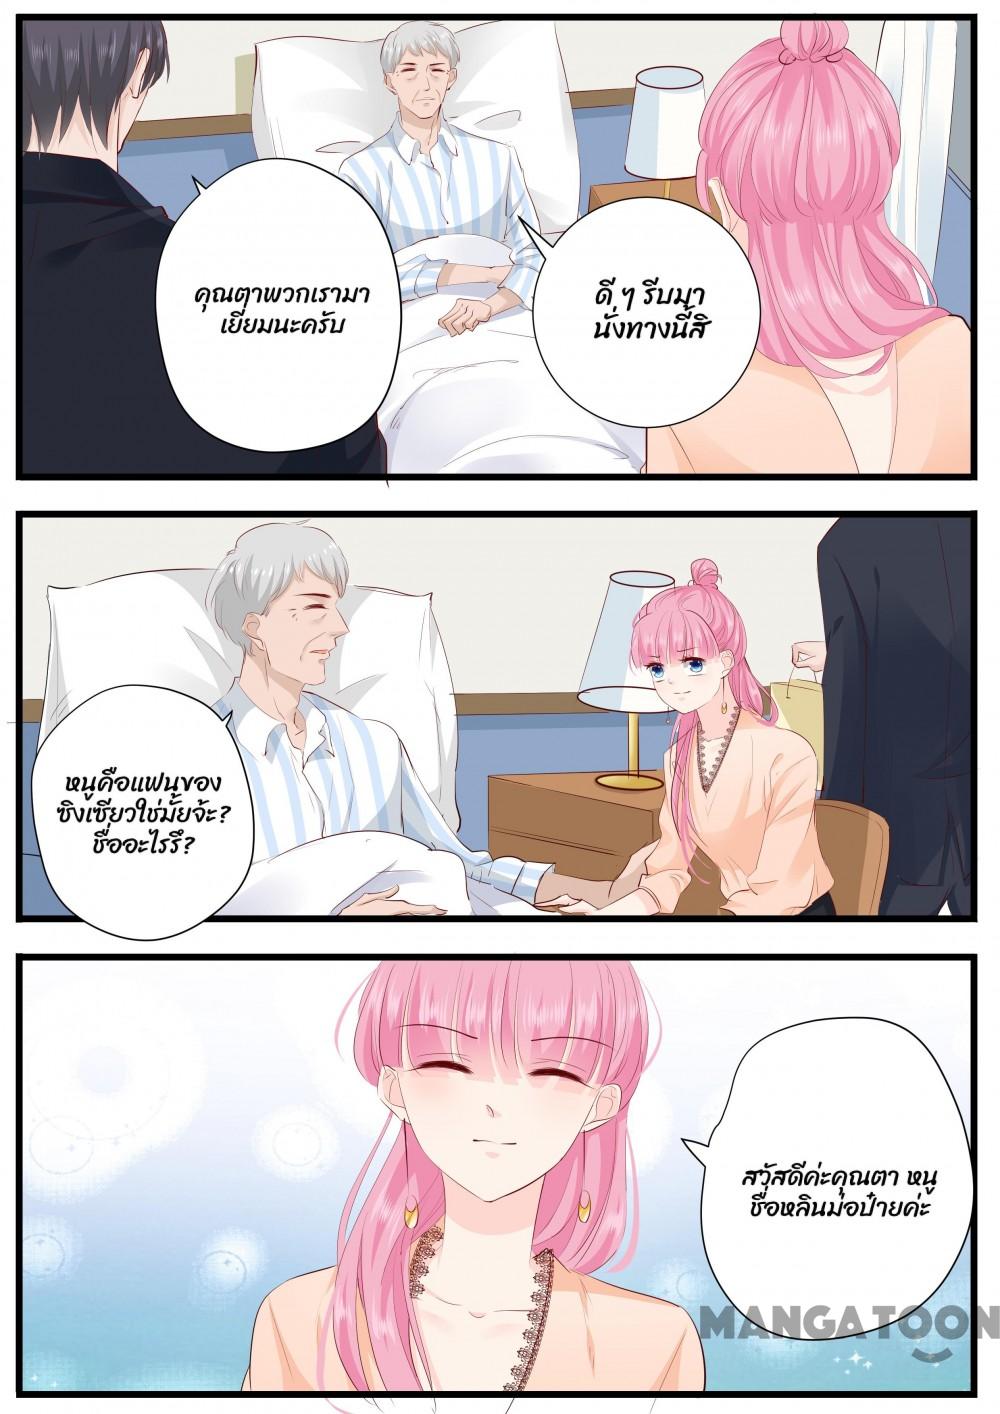 คุณตาพวกเรามา
เยี่ยมนะครับ
ดี ๆ รีบมา
นั่งทางนี้สิ
หนูคือแฟนของ
ซิงเซียวใช่มั้ยจ้ะ?
ชื่ออะไรรึ?
สวัสดีค่ะคุณตา หนู
ชื่อหลินม่อป๋ายค่ะ
MANGATOON